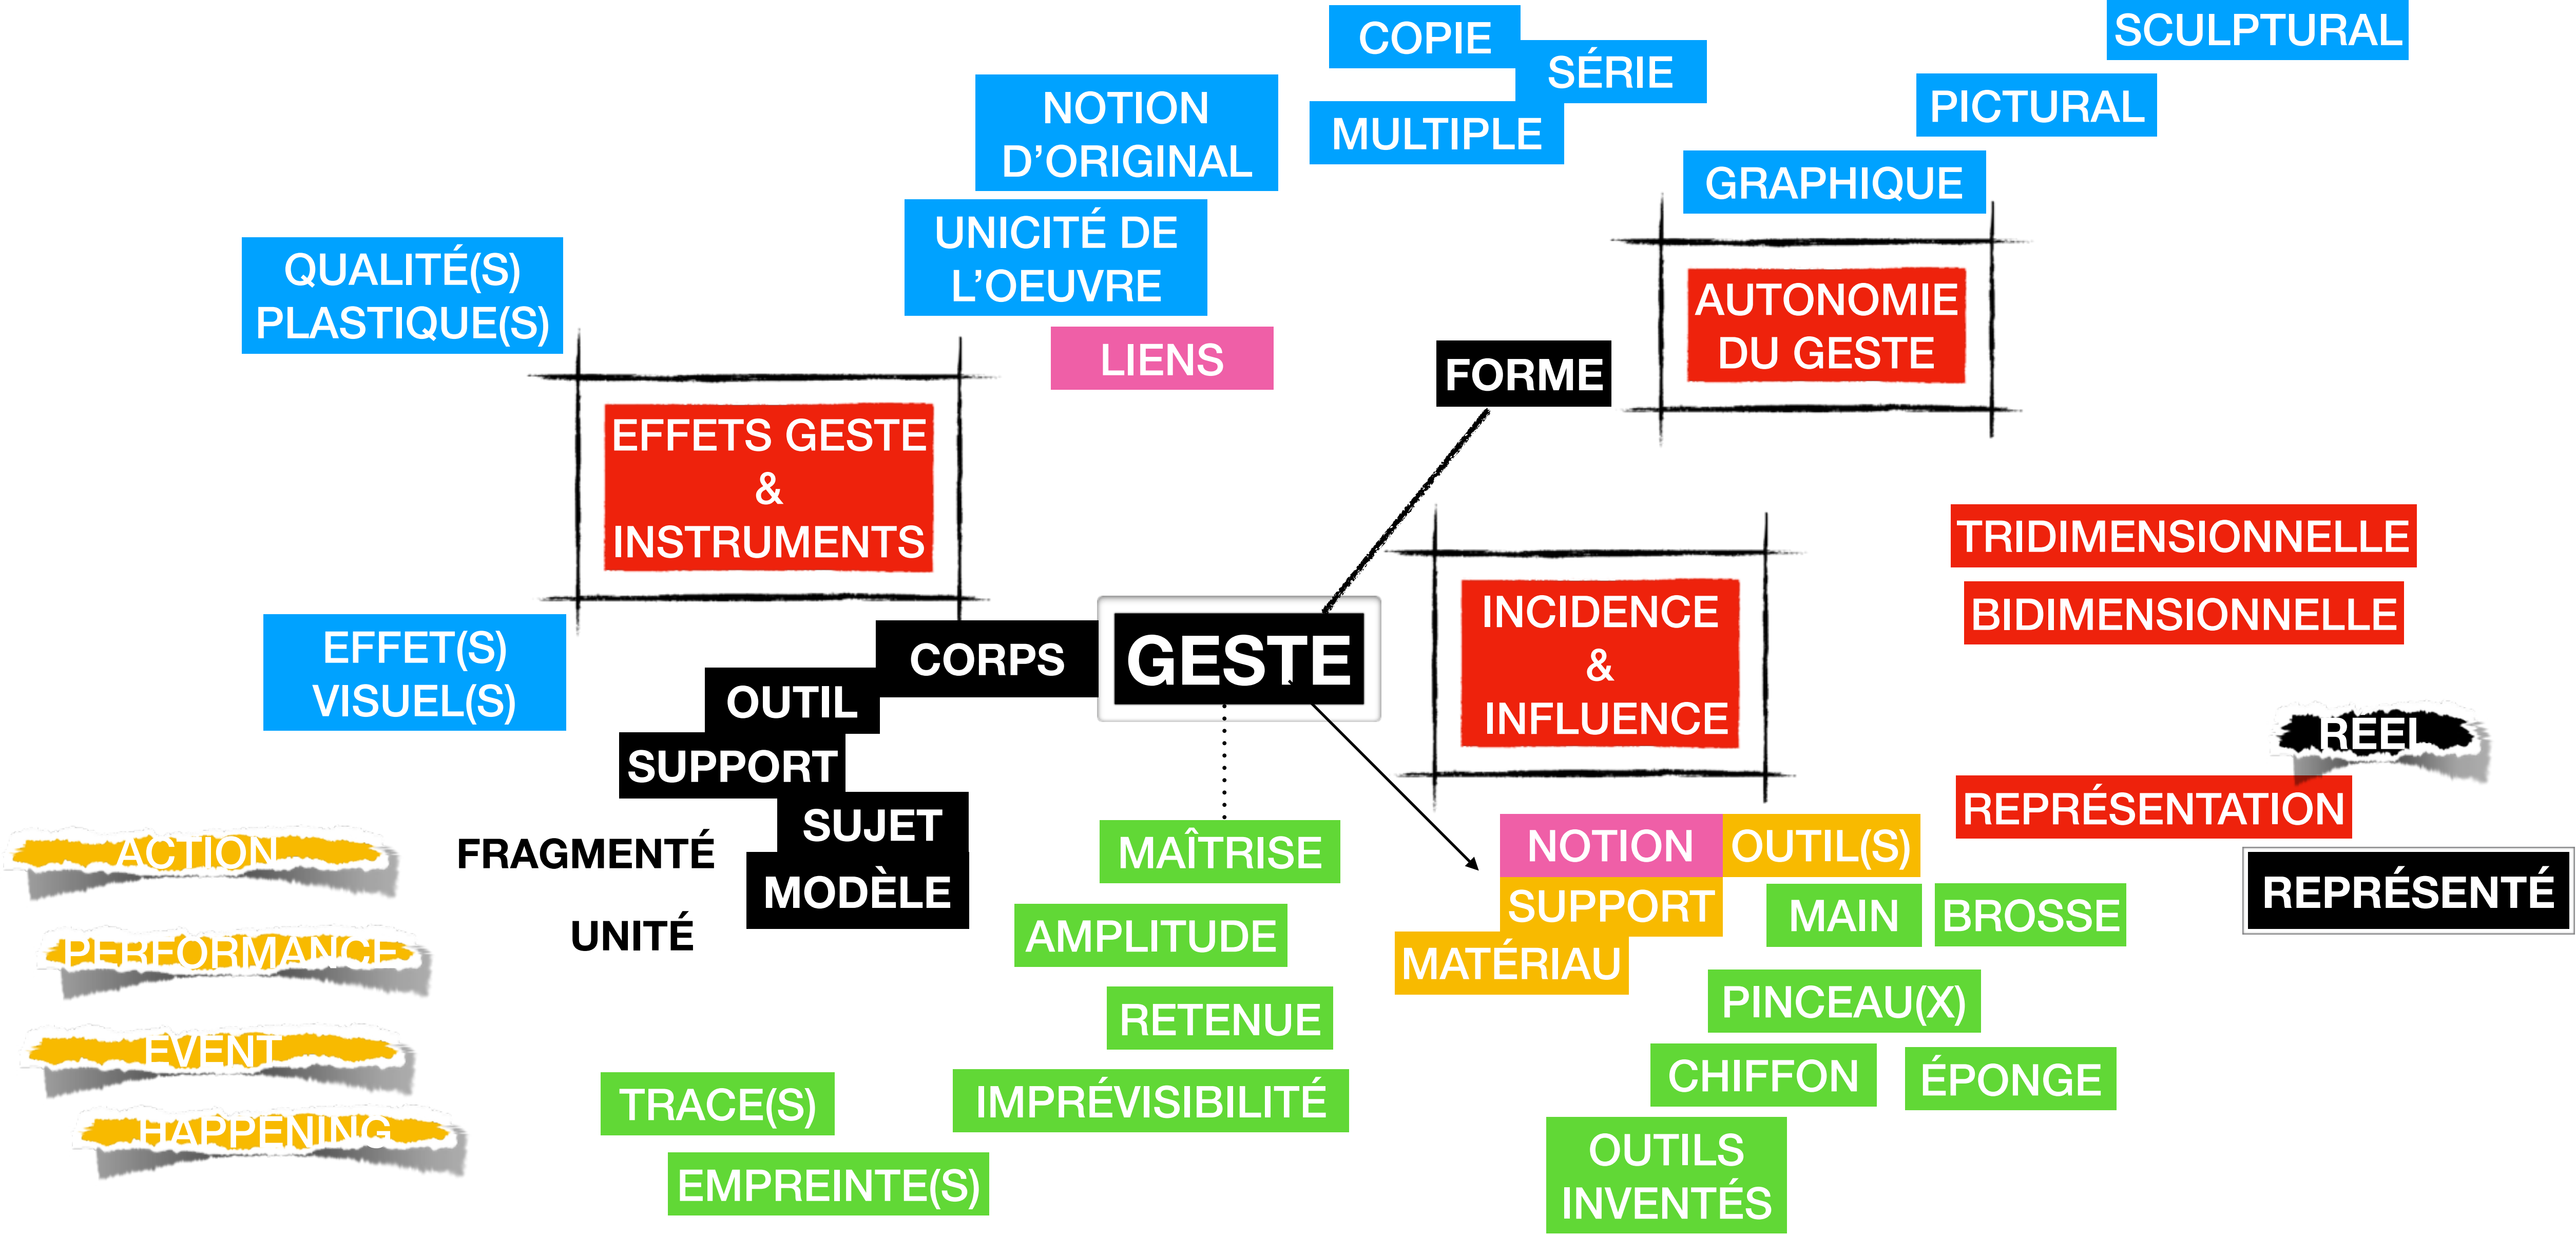 COPIE
SÉRIE
MULTIPLE
SCULPTURAL
PICTURAL
GRAPHIQUE
NOTION
D’ORIGINAL
UNICITÉ DE
L’OEUVRE
LIENS
QUALITÉ(S)
PLASTIQUE(S)
EFFETS GESTE
&
INSTRUMENTS
EFFET(S)
VISUEL(S)
FORME
AUTONOMIE
DU GESTE
CORPS
GESTE
OUTIL
SUPPORT
SUJET
MODÈLE
FRAGMENTÉ
UNITÉ
INCIDENCE
&
INFLUENCE
TRIDIMENSIONNELLE
BIDIMENSIONNELLE
RÉEL
REPRÉSENTATION
REPRÉSENTÉ
ACTION
PERFORMANCE
EVENT
HAPPENING
MAÎTRISE
AMPLITUDE
RETENUE
IMPRÉVISIBILITÉ
TRACE(S)
EMPREINTE(S)
NOTION
OUTIL(S)
SUPPORT
MATÉRIAU
MAIN
BROSSE
PINCEAU(X)
CHIFFON
ÉPONGE
OUTILS
INVENTÉS